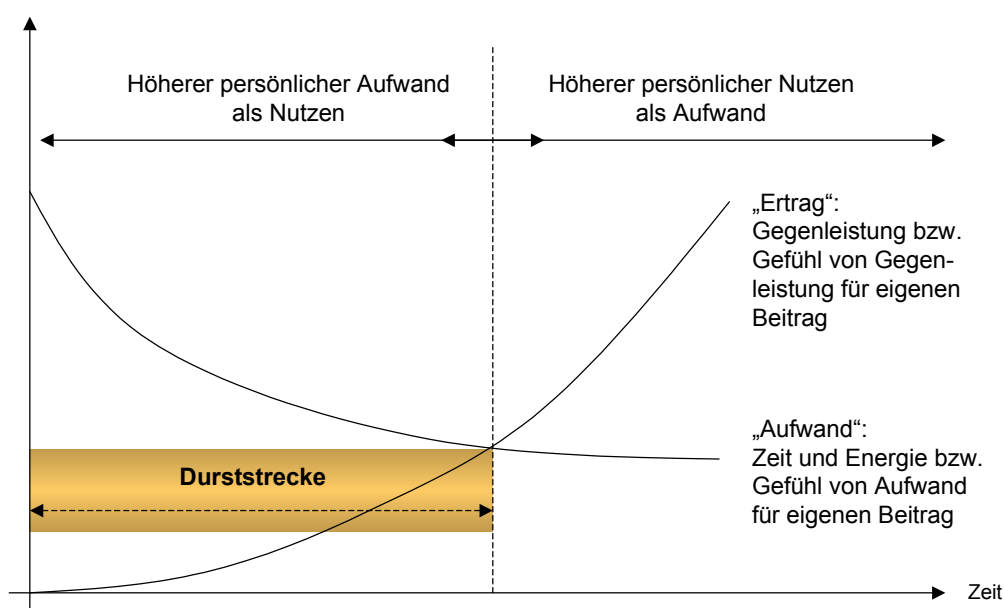 Höherer persönlicher Aufwand
als Nutzen
Höherer persönlicher Nutzen
als Aufwand
„Ertrag“:
Gegenleistung bzw.
Gefühl von Gegen-
leistung für eigenen
Beitrag
„Aufwand“:
Zeit und Energie bzw.
Gefühl von Aufwand
für eigenen Beitrag
Durststrecke
Zeit